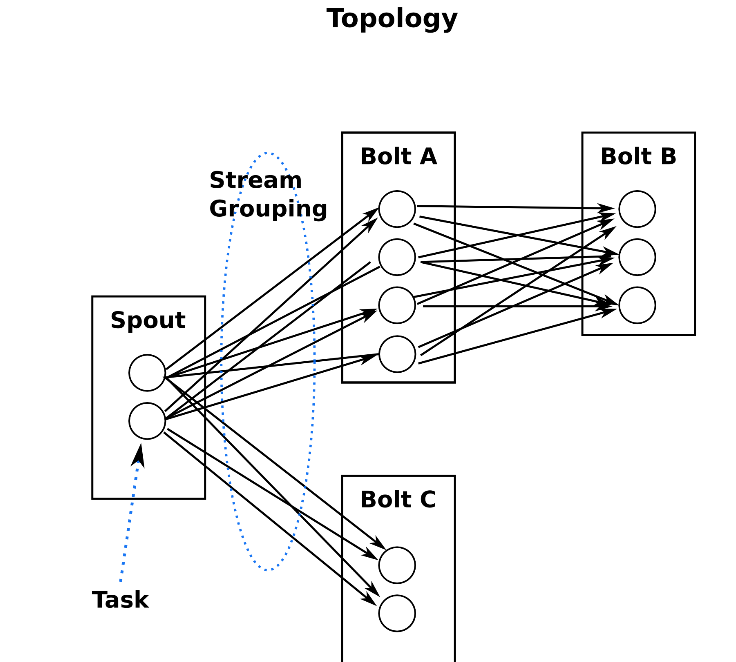 Topology
Bolt A
Bolt B
Stream
Grouping
Spout
Bolt C
Task